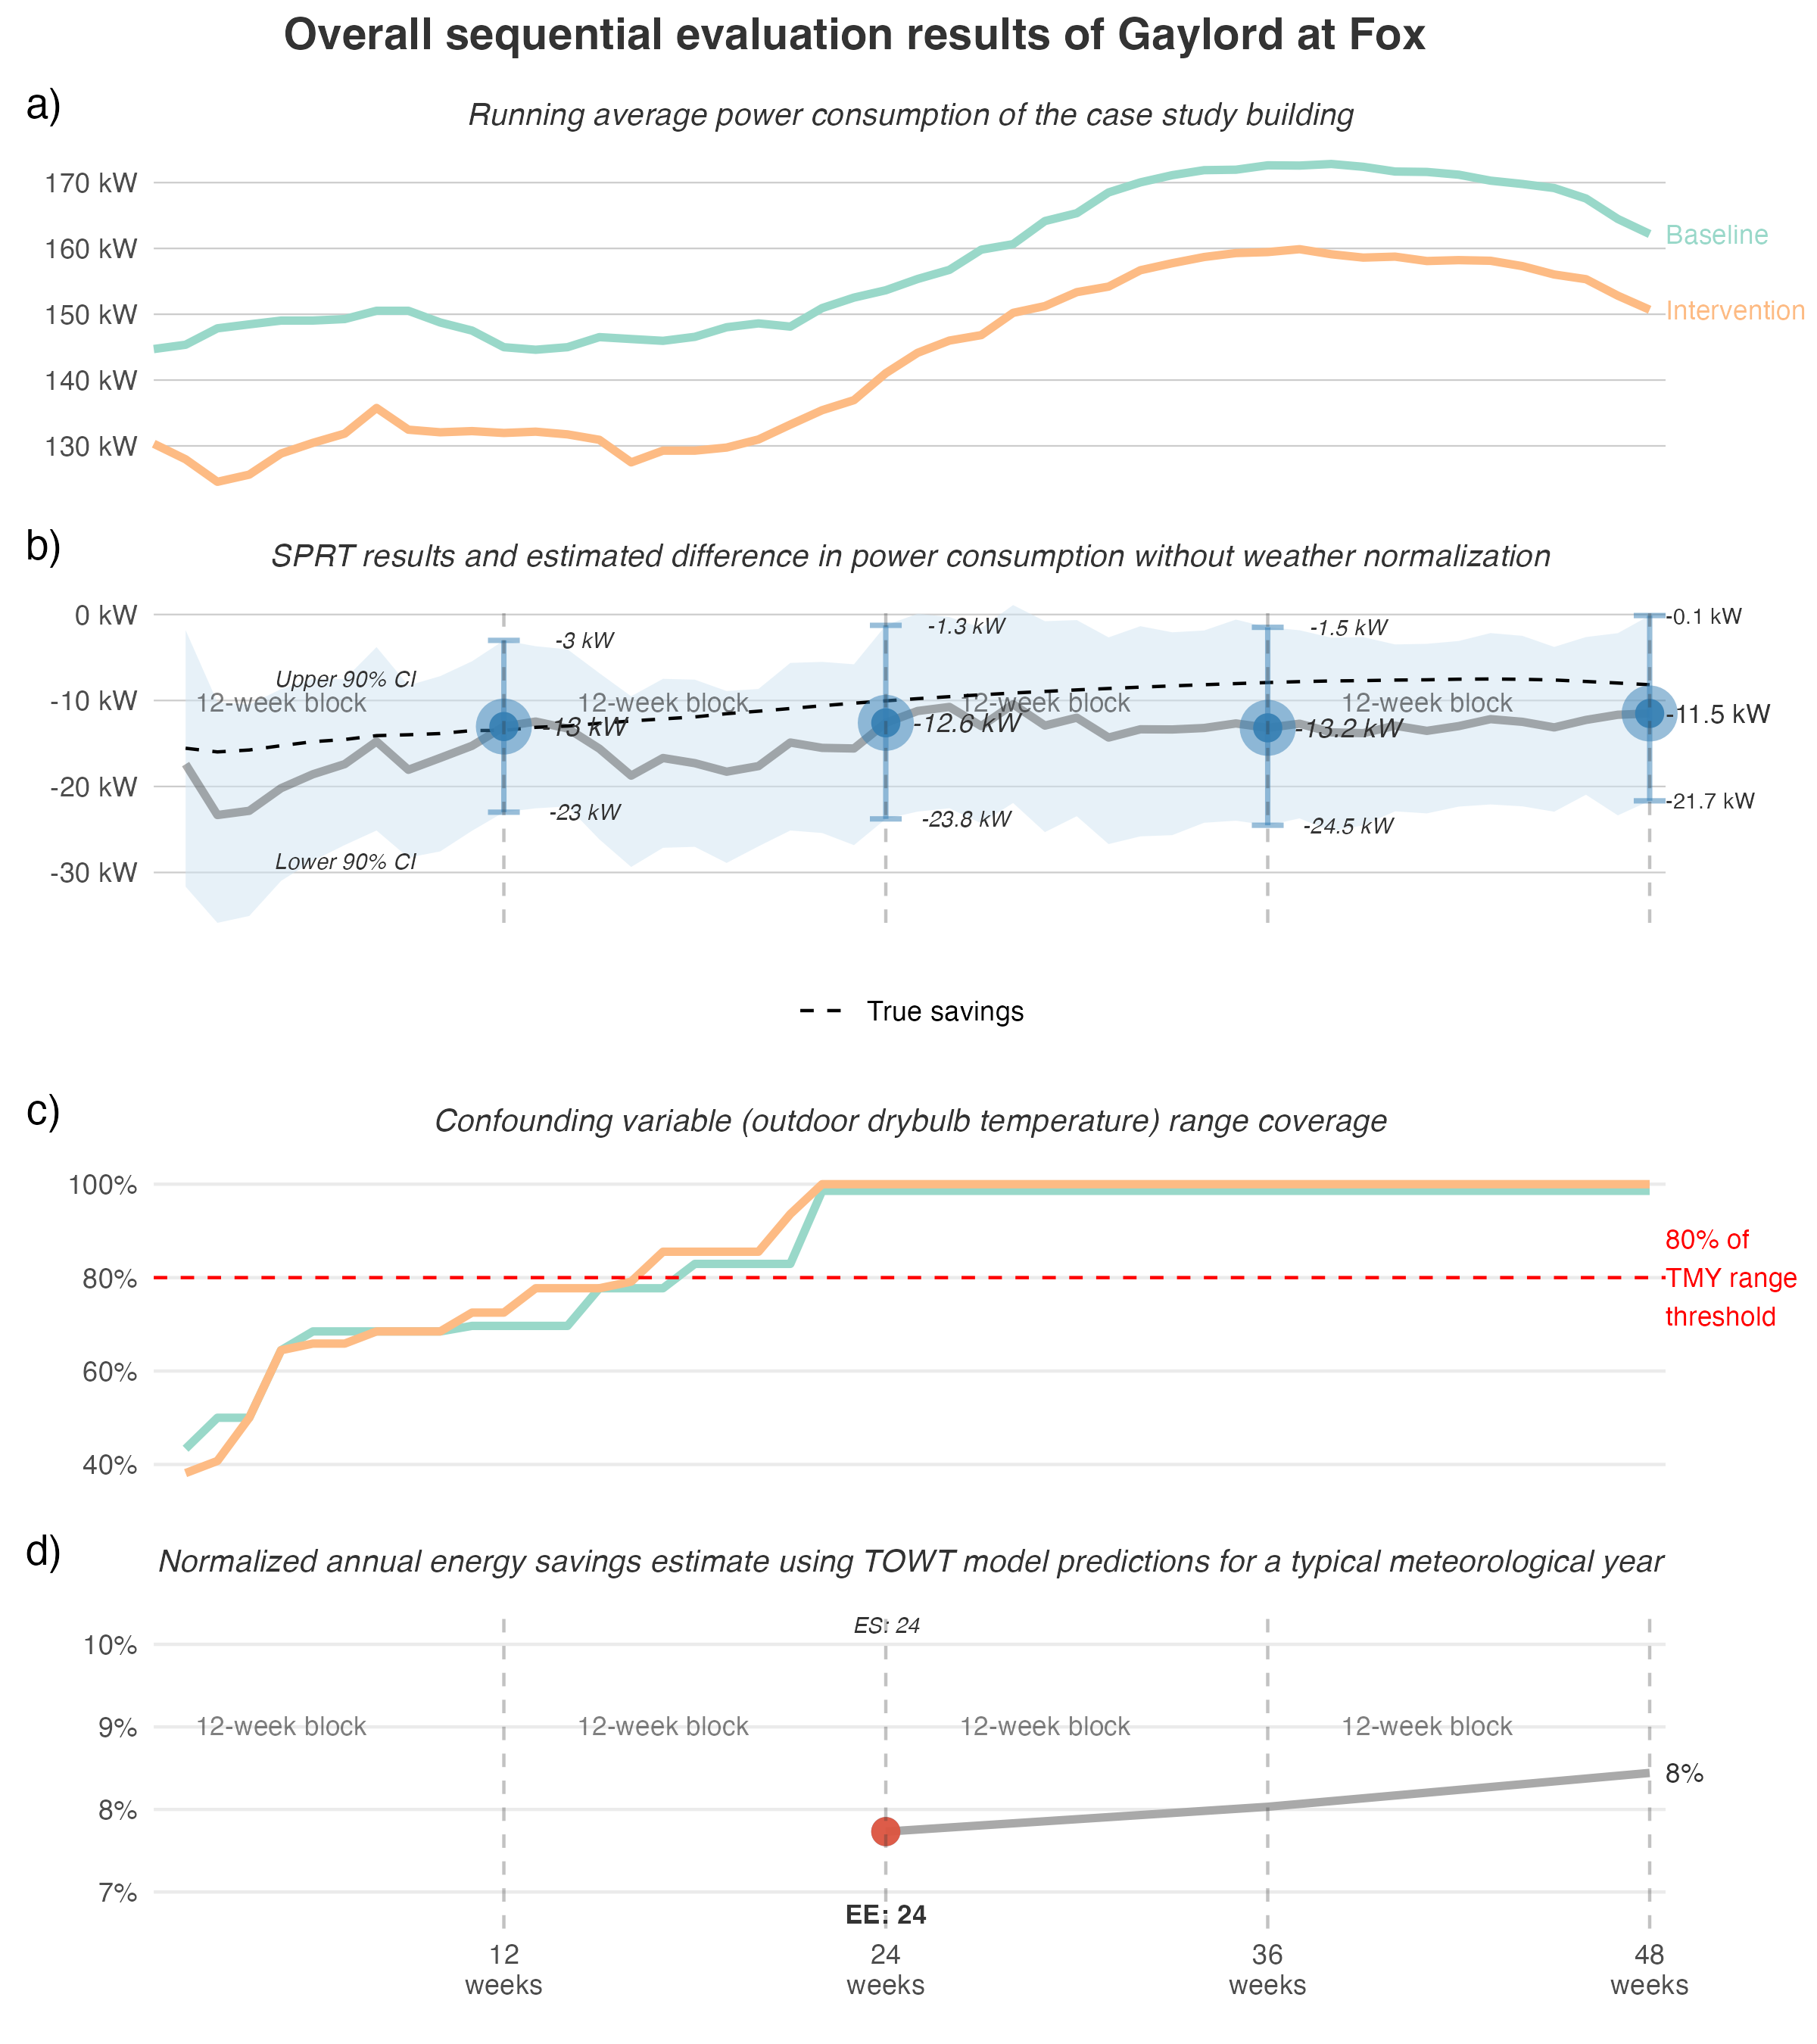 Overall sequential evaluation results of Gaylord at Fox
a)
Running average power consumption of the case study building
170 kW
160 kW
150 kW
140 kW
130 kW
Baseline
Intervention
b)
SPRT results and estimated difference in power consumption without weather normalization
0 kW
-10 kW
-20 kW
-30 kW
Upper 90% CI
Lower 90% CI
12-week block
12-week block
12-week block
12-week block
-3 kW
-13 kW
-23 kW
-1.3 kW
-12.6 kW
-23.8 kW
-1.5 kW
-13.2 kW
-24.5 kW
-0.1 kW
-11.5 kW
-21.7 kW
True savings
c)
Confounding variable (outdoor drybulb temperature) range coverage
100%
80%
60%
40%
80% of
TMY range
threshold
d)
Normalized annual energy savings estimate using TOWT model predictions for a typical meteorological year
10%
9%
8%
7%
ES: 24
12-week block
12-week block
12-week block
12-week block
8%
EE: 24
12
weeks
24
weeks
36
weeks
48
weeks